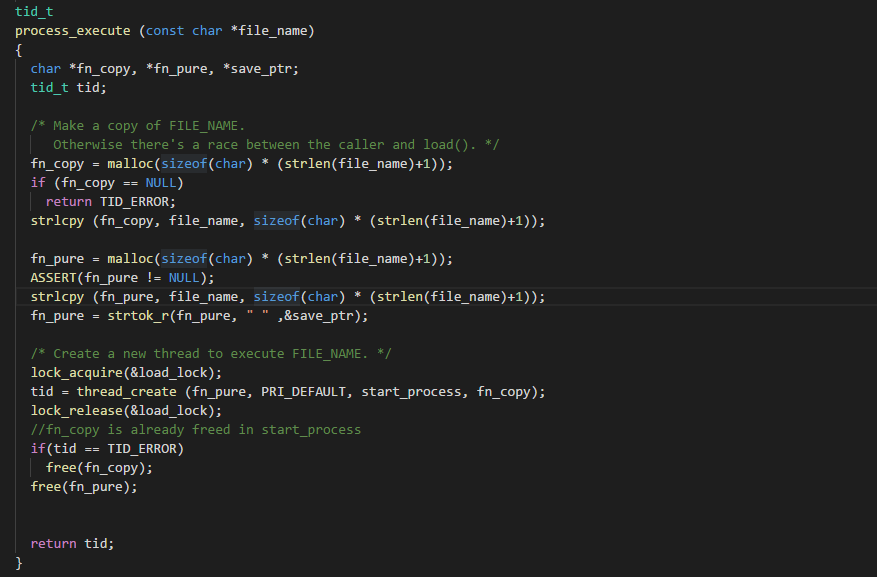 tid_t
process_execute (const char *file_name)
{
  char *fn_copy, *fn_pure, *save_ptr;
  tid_t tid;

  /* Make a copy of FILE_NAME.
     Otherwise there's a race between the caller and load(). */
  fn_copy = malloc(sizeof(char) * (strlen(file_name)+1));
  if (fn_copy == NULL)
    return TID_ERROR;
  strlcpy (fn_copy, file_name, sizeof(char) * (strlen(file_name)+1));

  fn_pure = malloc(sizeof(char) * (strlen(file_name)+1));
  ASSERT(fn_pure != NULL);
  strlcpy (fn_pure, file_name, sizeof(char) * (strlen(file_name)+1));
  fn_pure = strtok_r(fn_pure, " " ,&save_ptr);

  /* Create a new thread to execute FILE_NAME. */
  lock_acquire(&load_lock);
  tid = thread_create (fn_pure, PRI_DEFAULT, start_process, fn_copy);
  lock_release(&load_lock);
  //fn_copy is already freed in start_process
  if(tid == TID_ERROR)
    free(fn_copy);
  free(fn_pure);


  return tid;
}